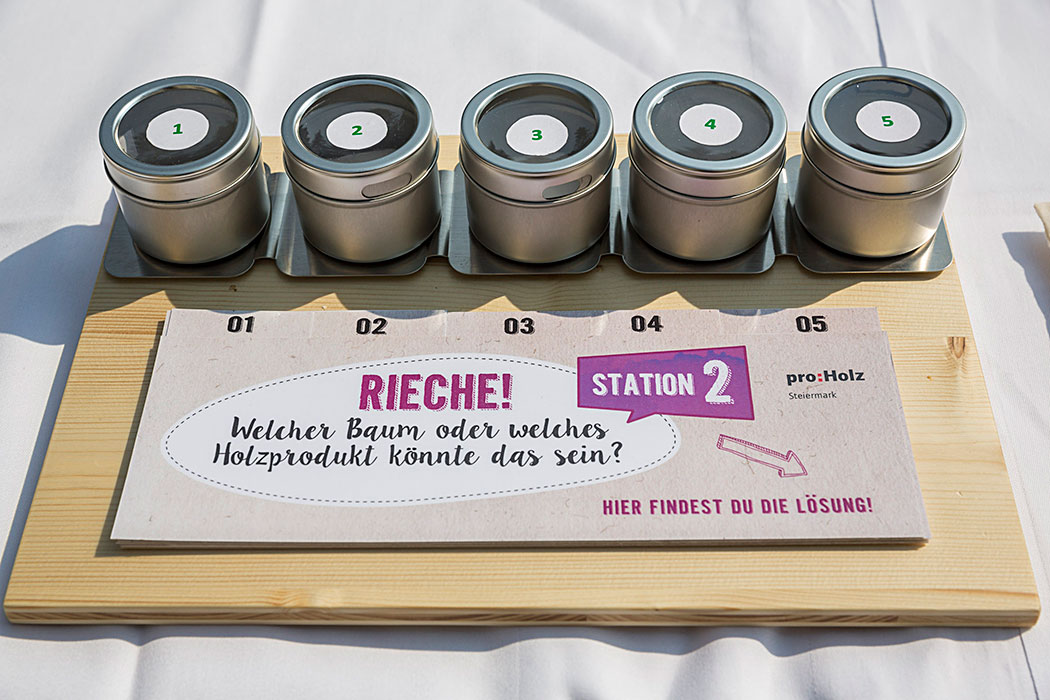 1 2 3 4 5
01 02 03 04 05
RIECHE!
Welcher Baum oder welches
Holzprodukt könnte das sein?
STATION 2
pro:Holz
Steiermark
HIER FINDEST DU DIE LÖSUNG!